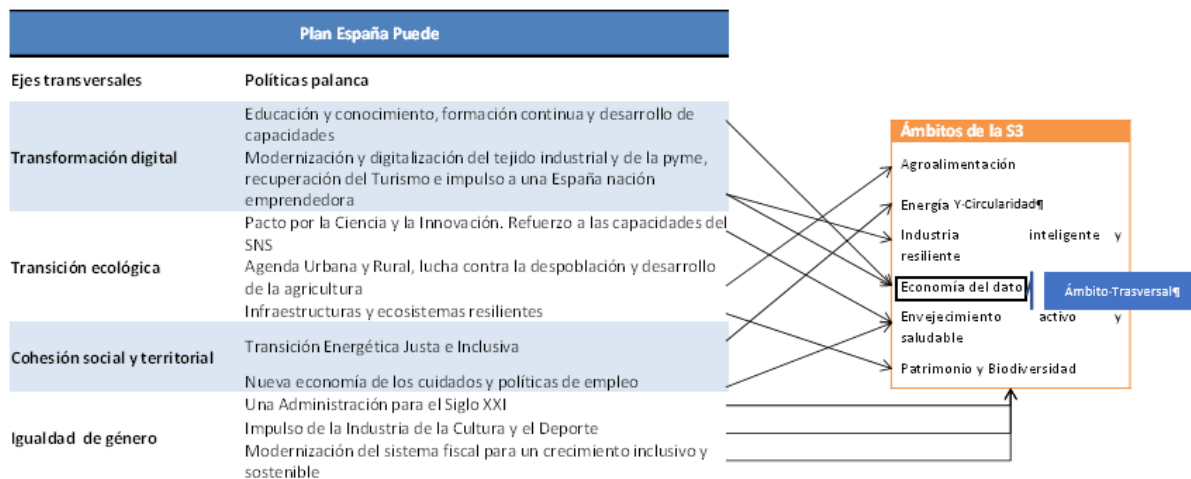 Plan España Puede
Ejes transversales
Políticas palanca
Transformación digital
Educación y conocimiento, formación continua y desarrollo de
capacidades
Modernización y digitalización del tejido industrial y de la pyme,
recuperación del Turismo e impulso a una España nación
emprendedora
Transición ecológica
Pacto por la Ciencia y la Innovación. Refuerzo a las capacidades del
SNS
Agenda Urbana y Rural, lucha contra la despoblación y desarrollo
de la agricultura
Infraestructuras y ecosistemas resilientes
Cohesión social y territorial
Transición Energética Justa e Inclusiva
Nueva economía de los cuidados y políticas de empleo
Igualdad de género
Una Administración para el Siglo XXI
Impulso de la Industria de la Cultura y el Deporte
Modernización del sistema fiscal para un crecimiento inclusivo y
sostenible
Ámbitos de la S3
Agroalimentación
Energía Y-Circularidad¶
Industria inteligente y
resiliente
Economía del dato
Ámbito-Trasversal¶
Envejecimiento activo y
saludable
Patrimonio y Biodiversidad